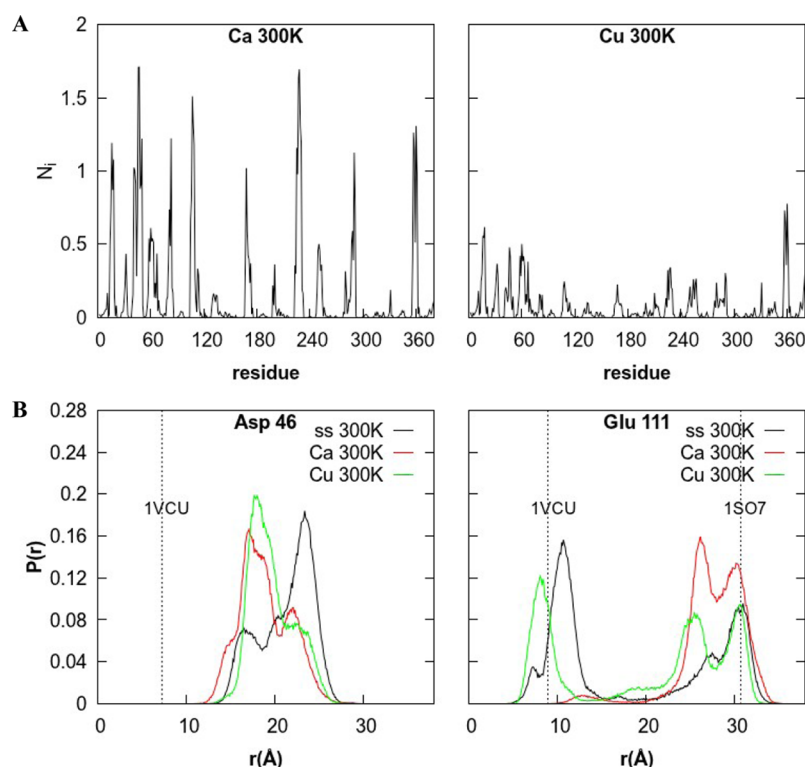 A
Ca 300K
Cu 300K
2
1.5
1
0.5
0
Ni
0 60 120 180 240 300 360
0 60 120 180 240 300 360
residue
residue
B
Asp 46
Glu 111
0.28
0.24
0.2
0.16
0.12
0.08
0.04
0
P(r)
ss 300K
Ca 300K
Cu 300K
1VCU
ss 300K
Ca 300K
Cu 300K
1VCU
1SO7
0 10 20 30
0 10 20 30
r(Å)
r(Å)